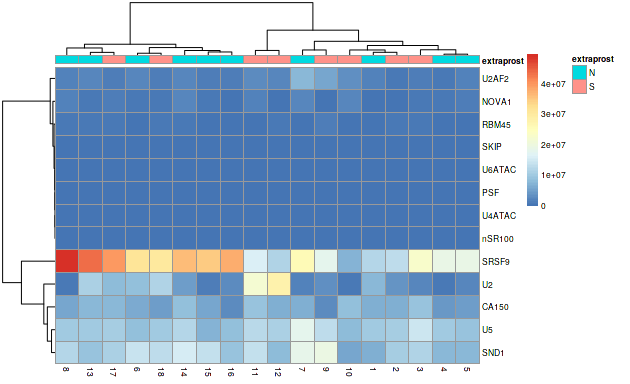 extraprost
extraprost
N
S
4e+07
3e+07
2e+07
1e+07
0
U2AF2
NOVA1
RBM45
SKIP
U6ATAC
PSF
U4ATAC
nSR100
SRSF9
U2
CA150
U5
SND1
8 13 17 6 18 14 15 16 11 12 7 9 10 1 2 3 4 5